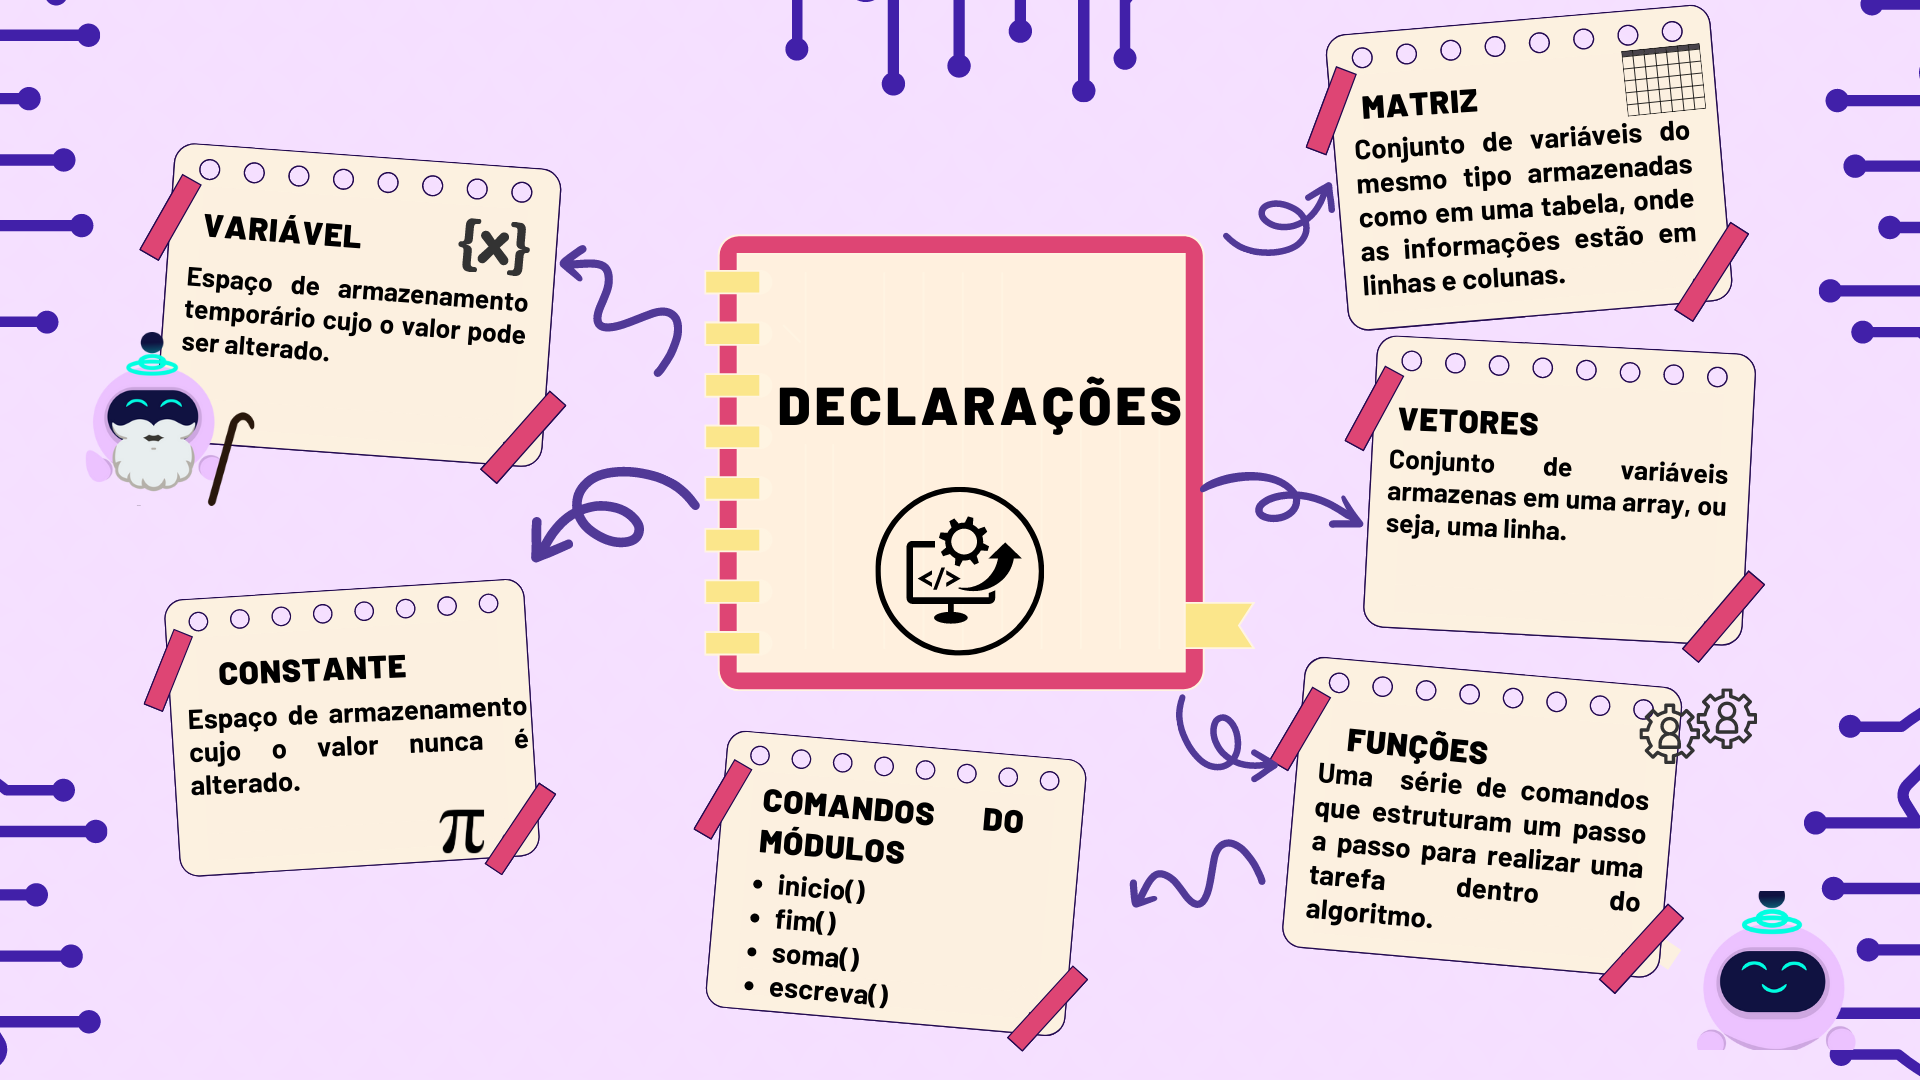 DECLARAÇÕES
</>
VARIÁVEL
{x}
Espaço de armazenamento
temporário cujo o valor pode
ser alterado.
CONSTANTE
Espaço de armazenamento
cujo o valor nunca é
alterado.
π
MATRIZ
Conjunto de variáveis do
mesmo tipo armazenadas
como em uma tabela, onde
as informações estão em
linhas e colunas.
VETORES
Conjunto de variáveis
armazenas em uma array, ou
seja, uma linha.
FUNÇÕES
Uma série de comandos
que estruturam um passo
a passo para realizar uma
tarefa dentro do
algoritmo.
COMANDOS DO
MÓDULOS
• inicio()
• fim()
• soma()
• escreva()